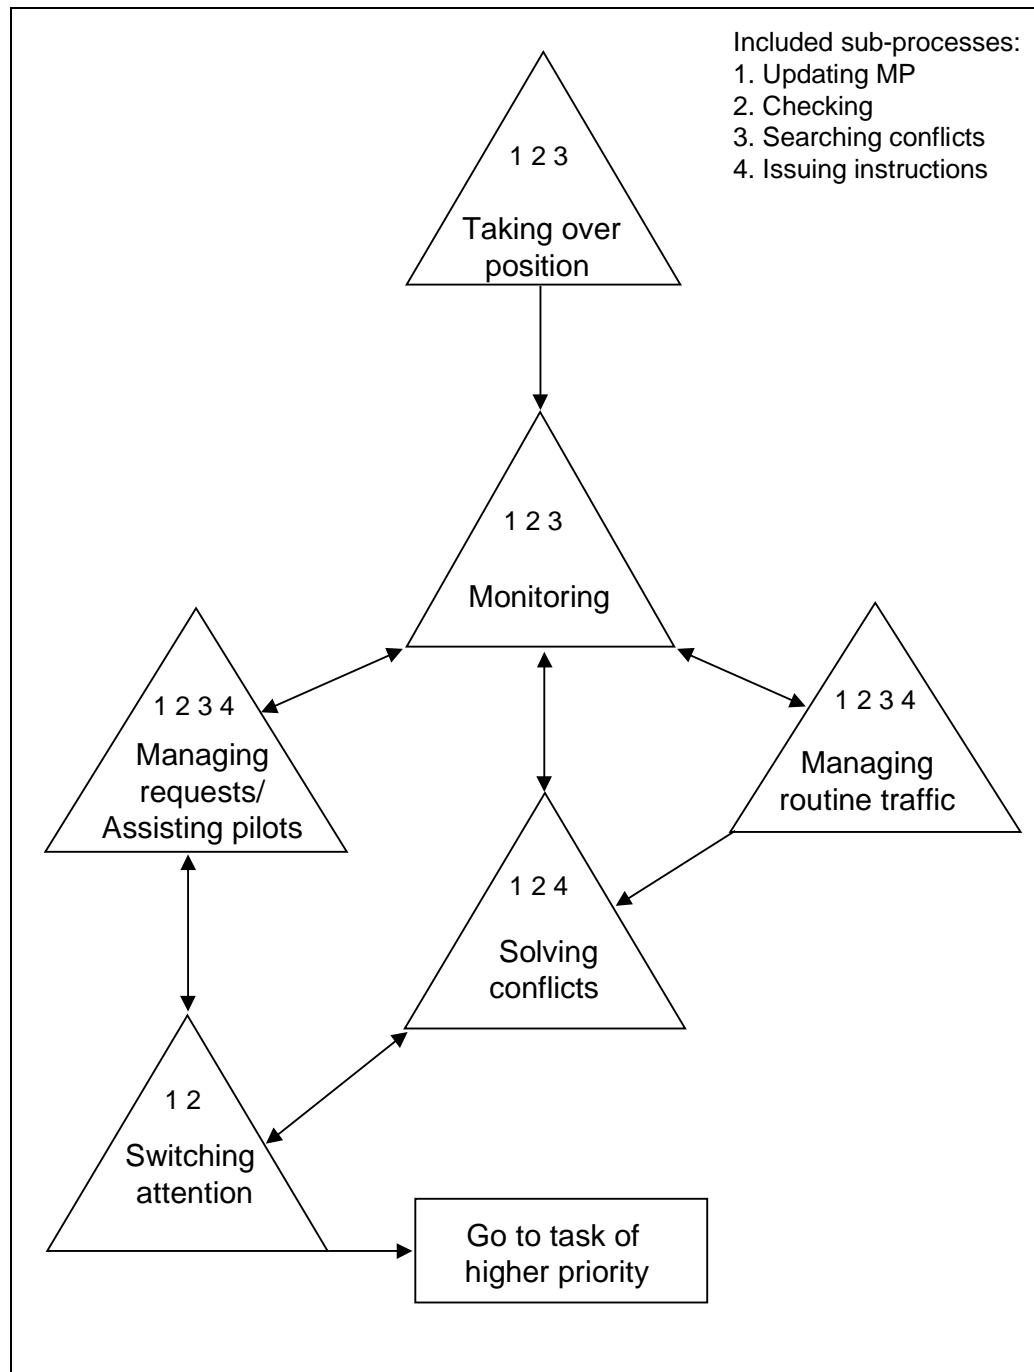 Included sub-processes:
1. Updating MP
2. Checking
3. Searching conflicts
4. Issuing instructions
1 2 3
Taking over
position
1 2 3
Monitoring
1 2 3 4
Managing
requests/
Assisting pilots
1 2 3 4
Managing
routine traffic
1 2 4
Solving
conflicts
1 2
Switching
attention
Go to task of
higher priority